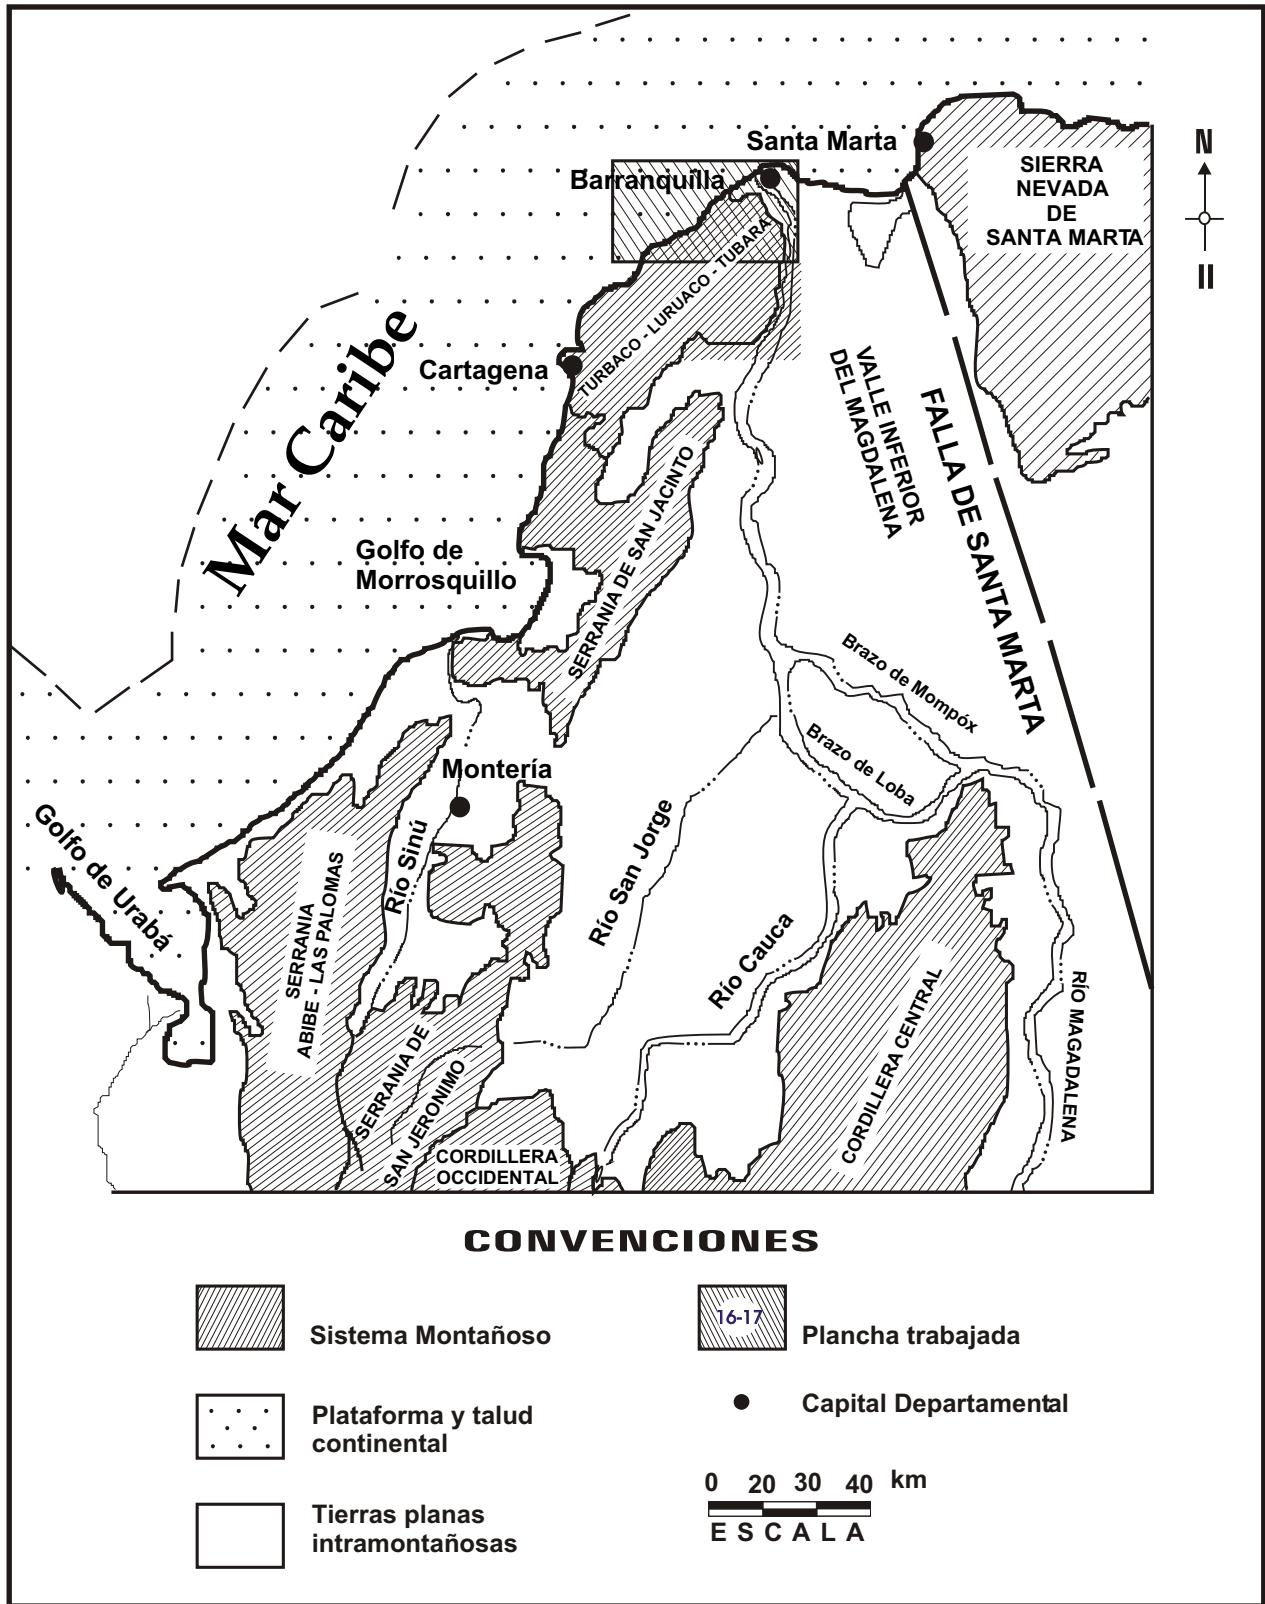 Santa Marta
N
SIERRA
NEVADA
DE
SANTA MARTA
Barranquilla
TURBACO - LURUACO - TUBARA
II
Mar Caribe
Cartagena
VALLE INFERIOR
DEL MAGDALENA
FALLA DE SANTA MARTA
SERRANIA DE SAN JACINTO
Golfo de
Morrosquillo
Brazo de Mompóx
Brazo de Loba
Montería
Golfo de Urabá
Río Sinú
Río San Jorge
SERRANIA
ABIBE - LAS PALOMAS
Río Cauca
CORDILLERA CENTRAL
RÍO MAGADALENA
SERRANIA DE
SAN JERONIMO
CORDILLERA
OCCIDENTAL
CONVENCIONES
Sistema Montañoso
16-17
Plancha trabajada
Plataforma y talud
continental
Capital Departamental
Tierras planas
intramontañosas
0 20 30 40 km
ESCALA